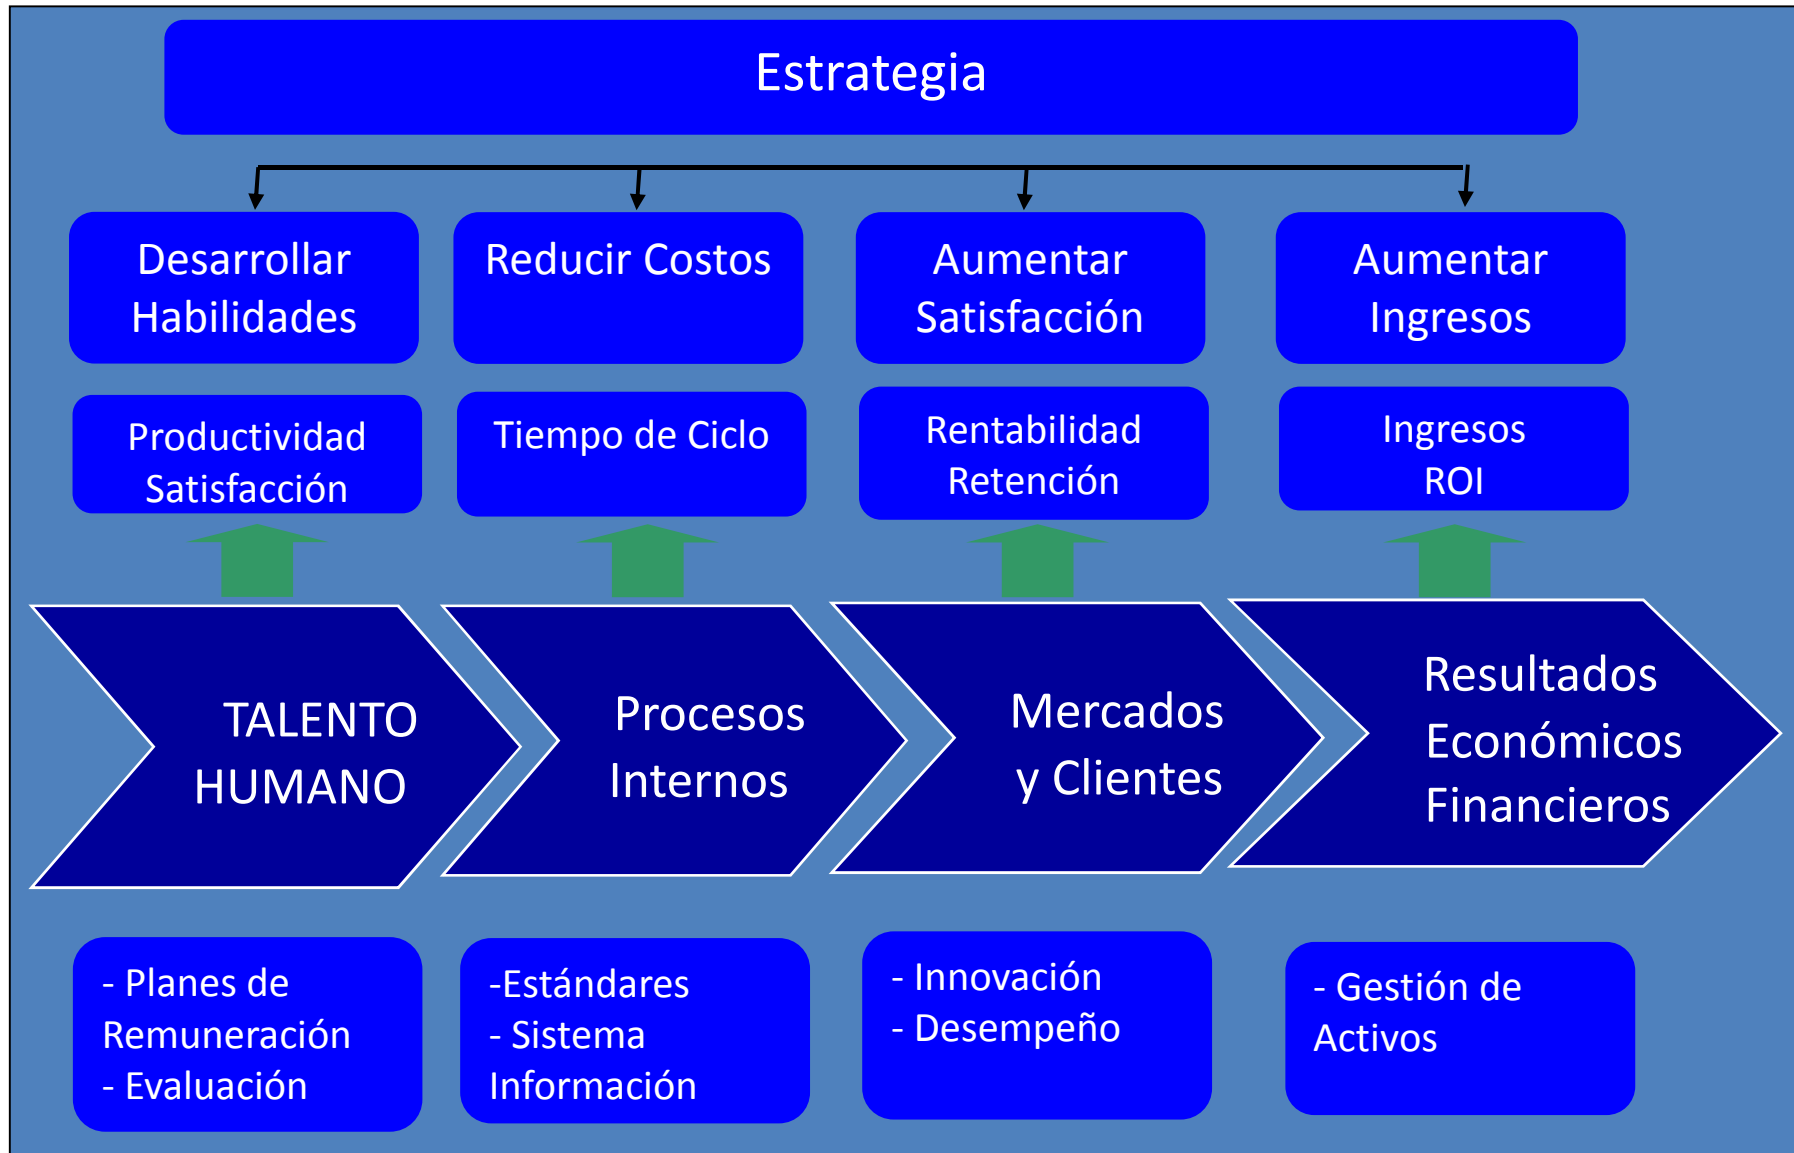 Estrategia
Desarrollar
Habilidades
Reducir Costos
Aumentar
Satisfacción
Aumentar
Ingresos
Productividad
Satisfacción
Tiempo de Ciclo
Rentabilidad
Retención
Ingresos
ROI
TALENTO
HUMANO
Procesos
Internos
Mercados
y Clientes
Resultados
Económicos
Financieros
- Planes de
Remuneración
- Evaluación
-Estándares
- Sistema
Información
- Innovación
- Desempeño
- Gestión de
Activos